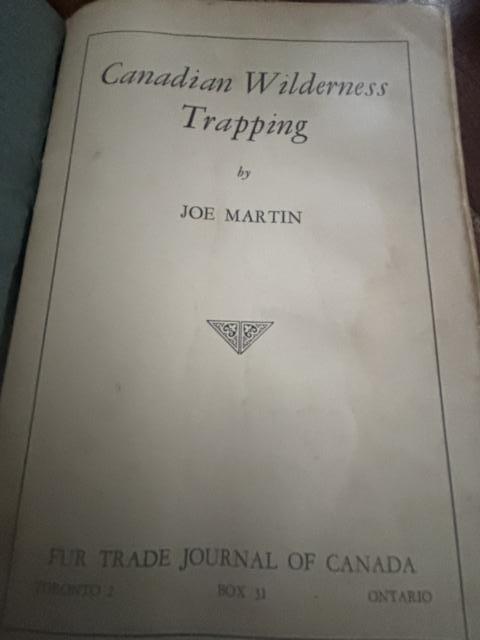 Canadian Wilderness
Trapping
by
JOE MARTIN
FUR TRADE JOURNAL OF CANADA
TORONTO 2 BOX 31 ONTARIO